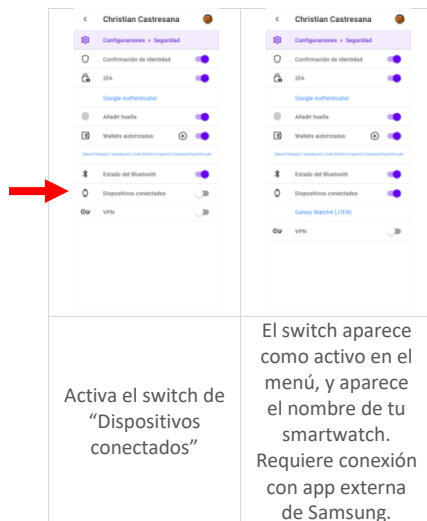 Christian Castresana
Configuraciones > Seguridad
Confirmación de identidad
2FA
Google Authenticator
Añadir huella
Wallets autorizadas
Estado del Bluetooth
Dispositivos conectados
VPN
Christian Castresana
Configuraciones > Seguridad
Confirmación de identidad
2FA
Google Authenticator
Añadir huella
Wallets autorizadas
Estado del Bluetooth
Dispositivos conectados
Galaxy Watch4 (J1ER)
VPN
Activa el switch de
“Dispositivos
conectados”
El switch aparece
como activo en el
menú, y aparece
el nombre de tu
smartwatch.
Requiere conexión
con app externa
de Samsung.